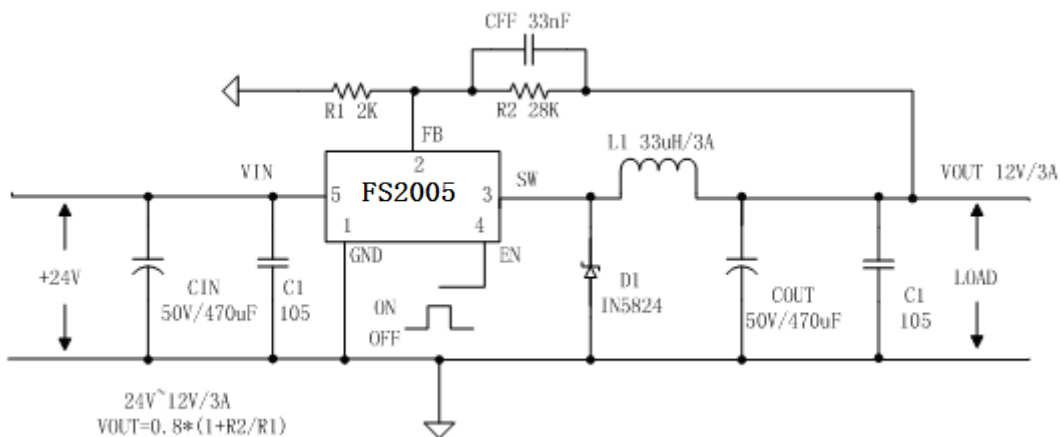 CFF 33nF
R1 2K
R2 28K
FB
L1 33uH/3A
VIN
2
SW
VOUT 12V/3A
5
FS2005
3
1
4
GND
EN
+24V
CIN
50V/470uF
C1
105
ON
OFF
D1
IN5824
COUT
50V/470uF
C1
105
LOAD
24V~12V/3A
VOUT=0.8*(1+R2/R1)